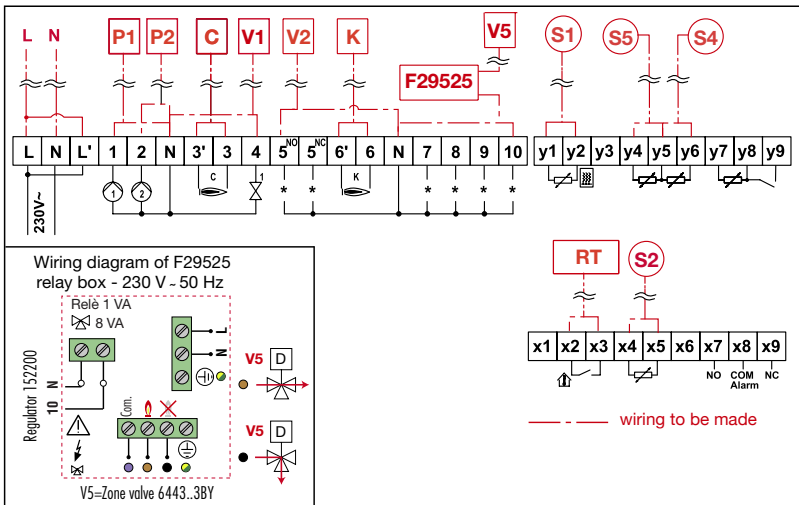 L N P1 P2 C V1 V2 K V5 S1 S5 S4
F29525
L N L' 1 2 N 3' 3 4 5NO 5NC 6' 6 N 7 8 9 10
y1 y2 y3 y4 y5 y6 y7 y8 y9
1 2 C 1 * * K * * * *
230V~
Wiring diagram of F29525
relay box - 230 V ~ 50 Hz
Relè 1 VA
8 VA
L
N
Regulator 152200
10 N
Com.
V5 D
V5 D
V5=Zone valve 6443..3BY
RT S2
x1 x2 x3 x4 x5 x6 x7 x8 x9
NO COM NC
Alarm
wiring to be made